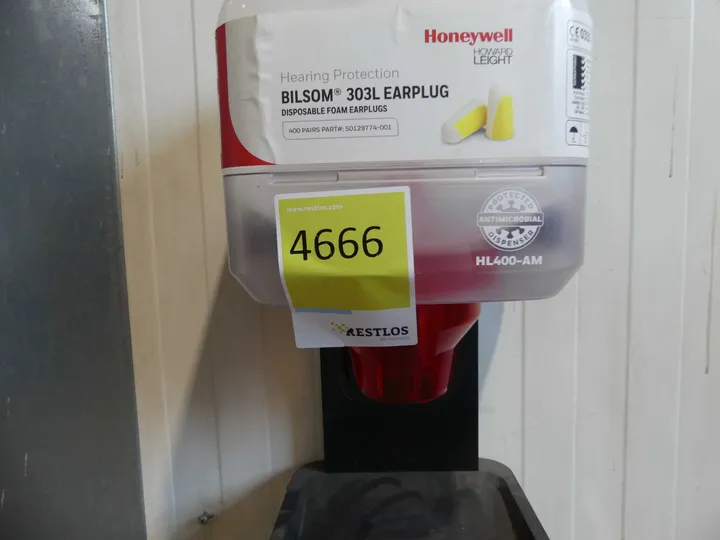 Honeywell
HOWARD
LEIGHT
Hearing Protection
BILSOM® 303L EARPLUG
DISPOSABLE FOAM EARPLUGS
400 PAIRS PART#: 50129774-001
www.restlos.com
4666
RESTLOS
PROTECTED
ANTIMICROBIAL
DISPENSED
HL400-AM